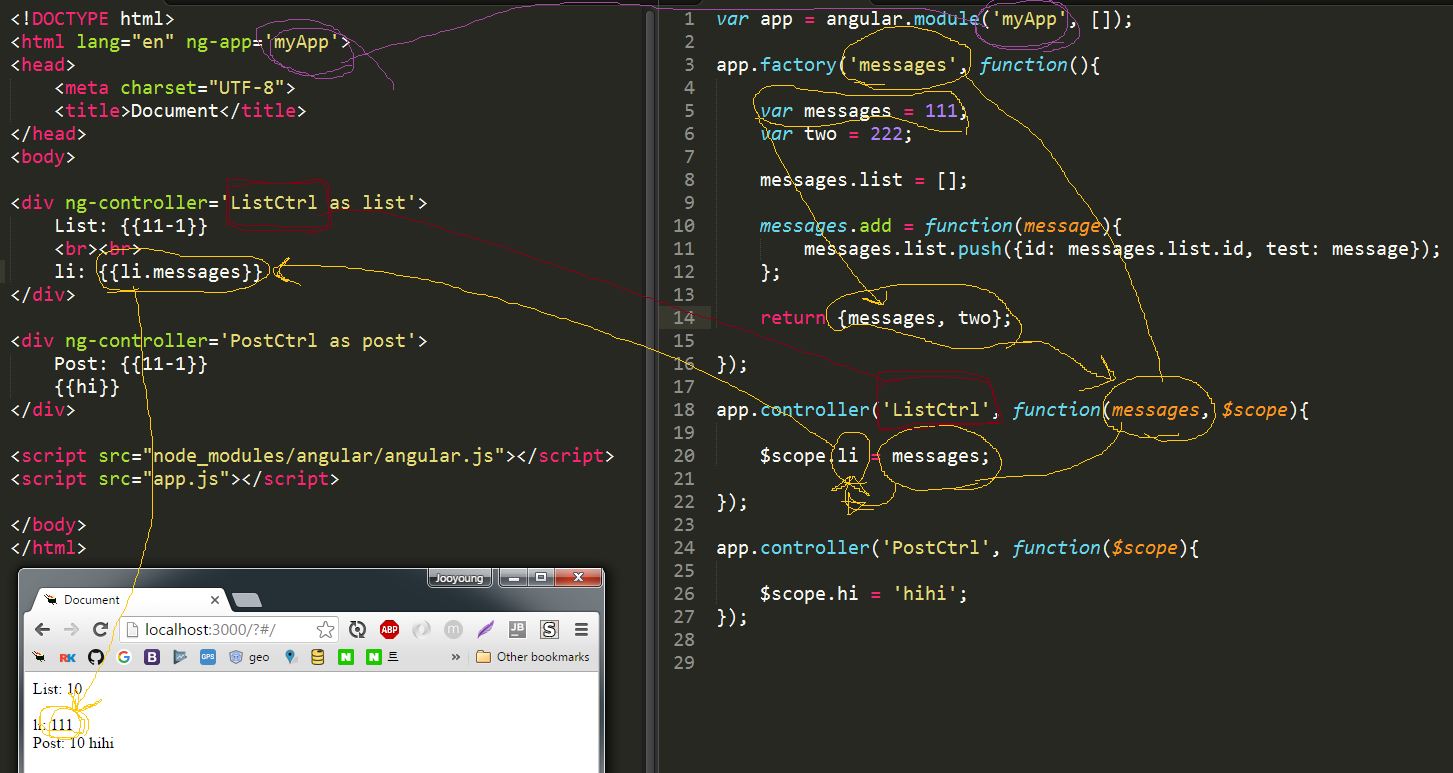 <!DOCTYPE html>
<html lang="en" ng-app='myApp'>
<head>
    <meta charset="UTF-8">
    <title>Document</title>
</head>
<body>
<div ng-controller='ListCtrl as list'>
    List: {{11-1}}
    <br><br>
    li: {{li.messages}}
</div>
<div ng-controller='PostCtrl as post'>
    Post: {{11-1}}
    {{hi}}
</div>
<script src="node_modules/angular/angular.js"></script>
<script src="app.js"></script>
</body>
</html>
Jooyoung
Document
localhost:3000/?#/
ABP m JB S
RK G B GPS geo N N 트 » Other bookmarks
List: 10
li: 111
Post: 10 hihi
1 var app = angular.module('myApp', []);
2
3 app.factory('messages', function(){
4
5     var messages = 111;
6     var two = 222;
7
8     messages.list = [];
9
10     messages.add = function(message){
11         messages.list.push({id: messages.list.id, test: message});
12     };
13
14     return {messages, two};
15
16 });
17
18 app.controller('ListCtrl', function(messages, $scope){
19
20     $scope.li = messages;
21
22 });
23
24 app.controller('PostCtrl', function($scope){
25
26     $scope.hi = 'hihi';
27 });
28
29